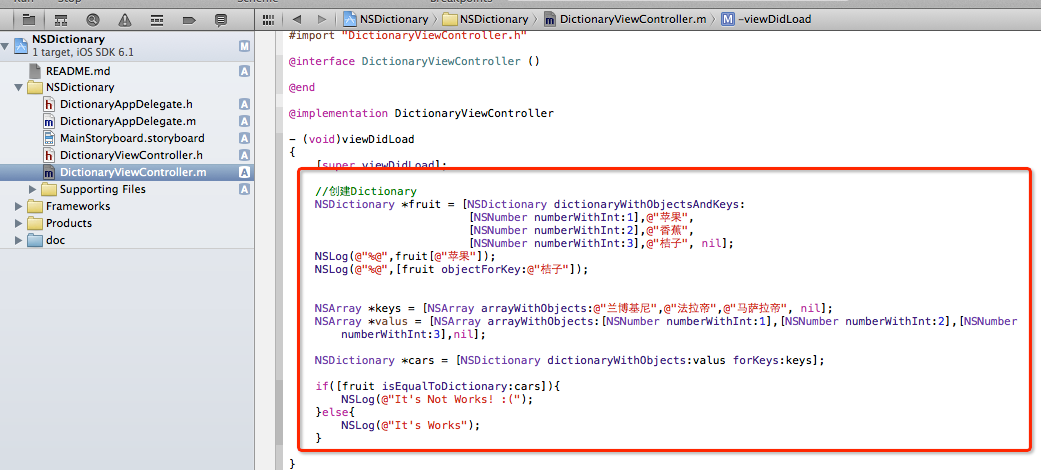 Scheme
Breakpoints
NSDictionary NSDictionary DictionaryViewController.m M -viewDidLoad
NSDictionary M
1 target, iOS SDK 6.1
README.md A
NSDictionary
h DictionaryAppDelegate.h A
m DictionaryAppDelegate.m A
MainStoryboard.storyboard A
h DictionaryViewController.h A
m DictionaryViewController.m A
Supporting Files A
Frameworks
Products
doc
#import "DictionaryViewController.h"
@interface DictionaryViewController ()
@end
@implementation DictionaryViewController
- (void)viewDidLoad
{
[super viewDidLoad];
//创建Dictionary
NSDictionary *fruit = [NSDictionary dictionaryWithObjectsAndKeys:
[NSNumber numberWithInt:1],@"苹果",
[NSNumber numberWithInt:2],@"香蕉",
[NSNumber numberWithInt:3],@"桔子", nil];
NSLog(@"%@",fruit[@"苹果"]);
NSLog(@"%@",[fruit objectForKey:@"桔子"]);
NSArray *keys = [NSArray arrayWithObjects:@"兰博基尼",@"法拉帝",@"马萨拉帝", nil];
NSArray *valus = [NSArray arrayWithObjects:[NSNumber numberWithInt:1],[NSNumber numberWithInt:2],[NSNumber
numberWithInt:3],nil];
NSDictionary *cars = [NSDictionary dictionaryWithObjects:valus forKeys:keys];
if([fruit isEqualToDictionary:cars]){
NSLog(@"It's Not Works! :(");
}else{
NSLog(@"It's Works");
}
}